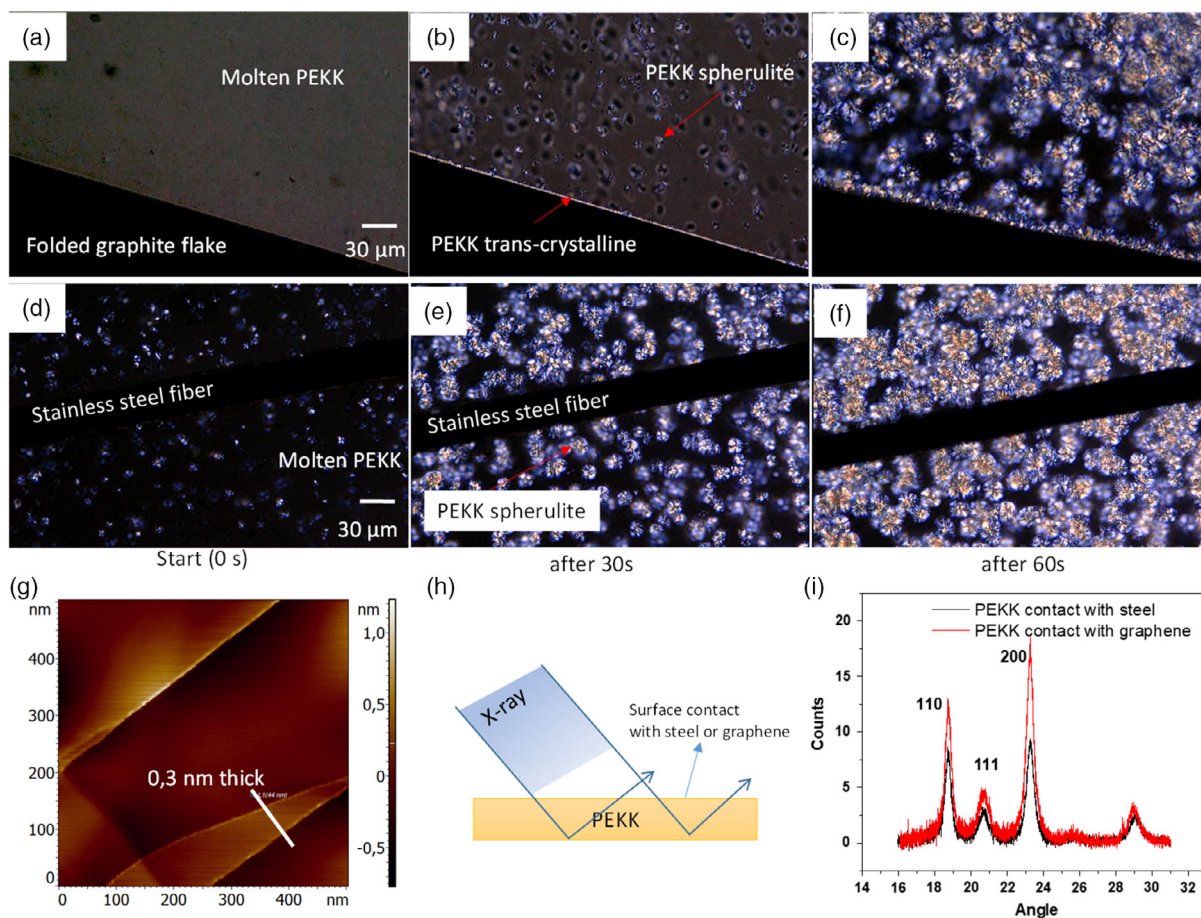 (a)
Molten PEKK
Folded graphite flake
30 µm
(b)
PEKK spherulite
PEKK trans-crystalline
(c)
(d)
Stainless steel fiber
Molten PEKK
30 µm
Start (0 s)
(e)
Stainless steel fiber
PEKK spherulite
after 30s
(f)
after 60s
(g)
nm
400
300
200
100
0
0,3 nm thick
0
100
200
300
400
nm
nm
1,0
0,5
0
-0,5
(h)
X-ray
Surface contact
with steel or graphene
PEKK
(i)
PEKK contact with steel
PEKK contact with graphene
200
110
111
Counts
20
15
10
5
0
14 16 18 20 22 24 26 28 30 32
Angle